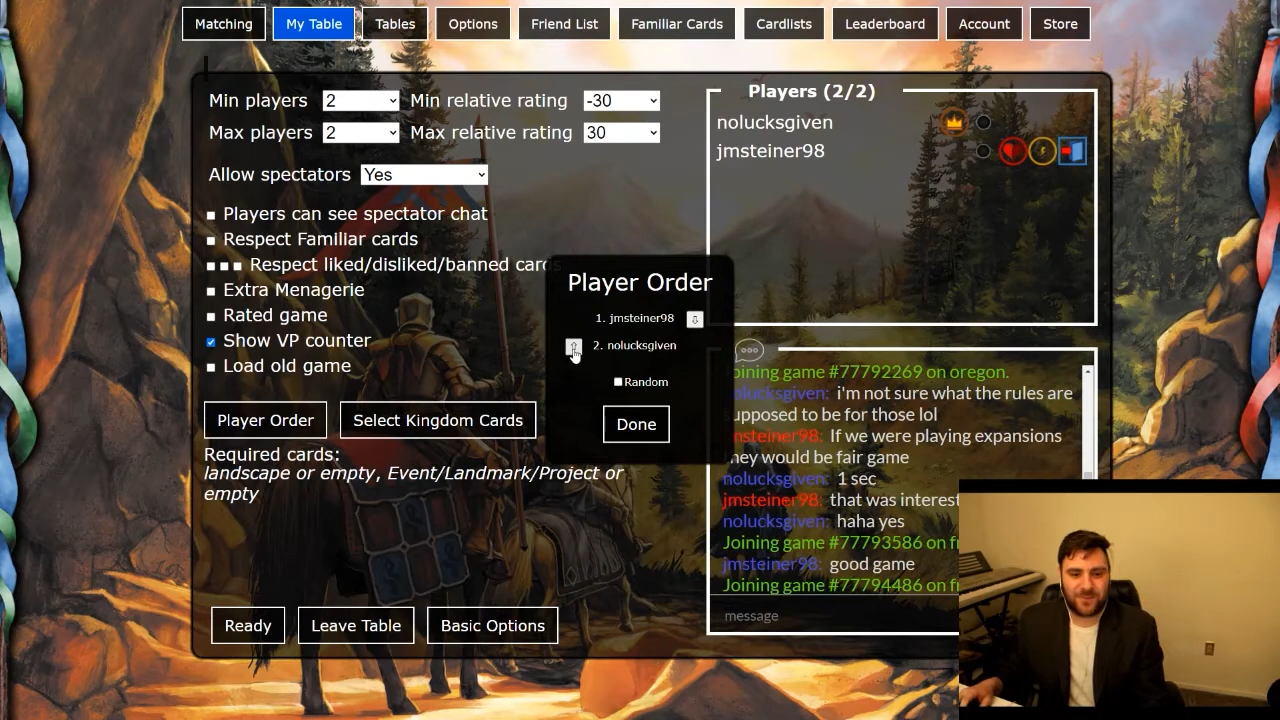 Matching
My Table
Tables
Options
Friend List
Familiar Cards
Cardlists
Leaderboard
Account
Store
Min players 2 Min relative rating -30
Max players 2 Max relative rating 30
Allow spectators Yes
Players can see spectator chat
Respect Familiar cards
Respect liked/disliked/banned cards
Extra Menagerie
Rated game
Show VP counter
Load old game
Player Order
Select Kingdom Cards
Required cards:
landscape or empty, Event/Landmark/Project or
empty
Ready
Leave Table
Basic Options
Player Order
1. jmsteiner98
2. nolucksgiven
Random
Done
Players (2/2)
nolucksgiven
jmsteiner98
oining game #77792269 on oregon.
nolucksgiven: i'm not sure what the rules are
supposed to be for those lol
jmsteiner98: If we were playing expansions
they would be fair game
nolucksgiven: 1 sec
jmsteiner98: that was interest
nolucksgiven: haha yes
Joining game #77793586 on fr
jmsteiner98: good game
Joining game #77794486 on fr
message